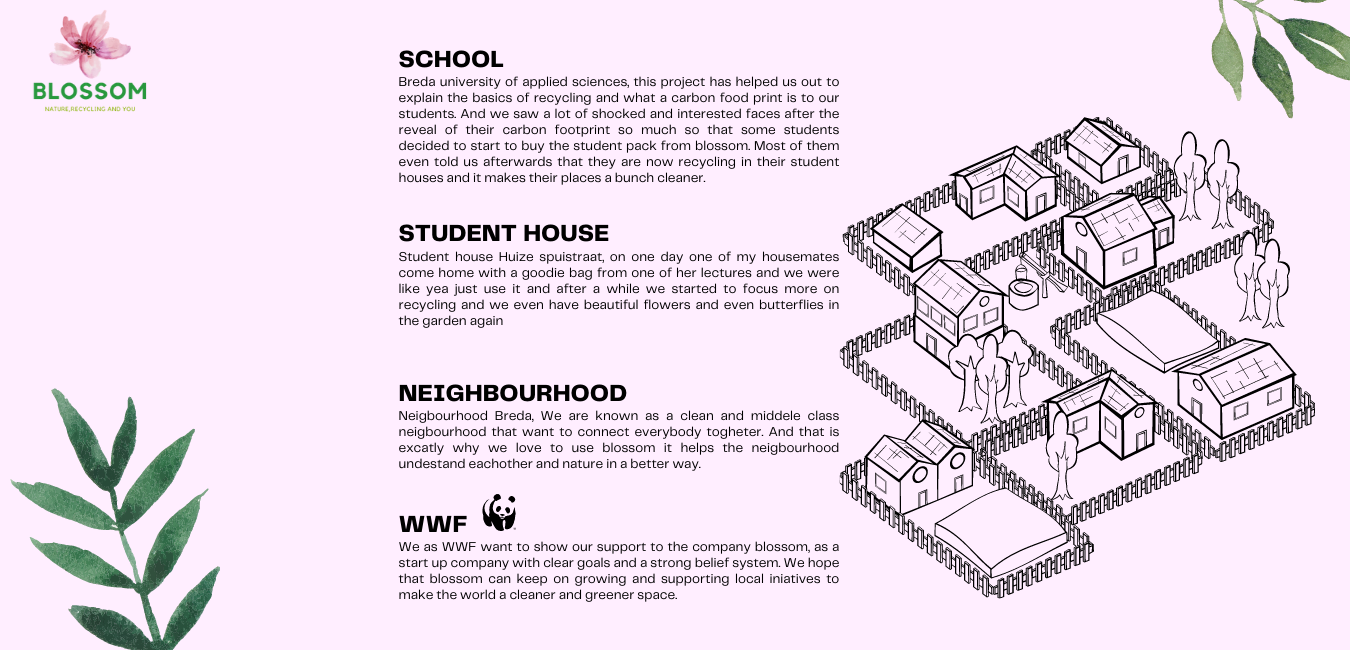 BLOSSOM
NATURE,RECYCLING AND YOU
SCHOOL
Breda university of applied sciences, this project has helped us out to
explain the basics of recycling and what a carbon food print is to our
students. And we saw a lot of shocked and interested faces after the
reveal of their carbon footprint so much so that some students
decided to start to buy the student pack from blossom. Most of them
even told us afterwards that they are now recycling in their student
houses and it makes their places a bunch cleaner.
STUDENT HOUSE
Student house Huize spuistraat, on one day one of my housemates
come home with a goodie bag from one of her lectures and we were
like yea just use it and after a while we started to focus more on
recycling and we even have beautiful flowers and even butterflies in
the garden again
NEIGHBOURHOOD
Neigbourhood Breda, We are known as a clean and middele class
neigbourhood that want to connect everybody togheter. And that is
excatly why we love to use blossom it helps the neigbourhood
undestand eachother and nature in a better way.
WWF
We as WWF want to show our support to the company blossom, as a
start up company with clear goals and a strong belief system. We hope
that blossom can keep on growing and supporting local iniatives to
make the world a cleaner and greener space.